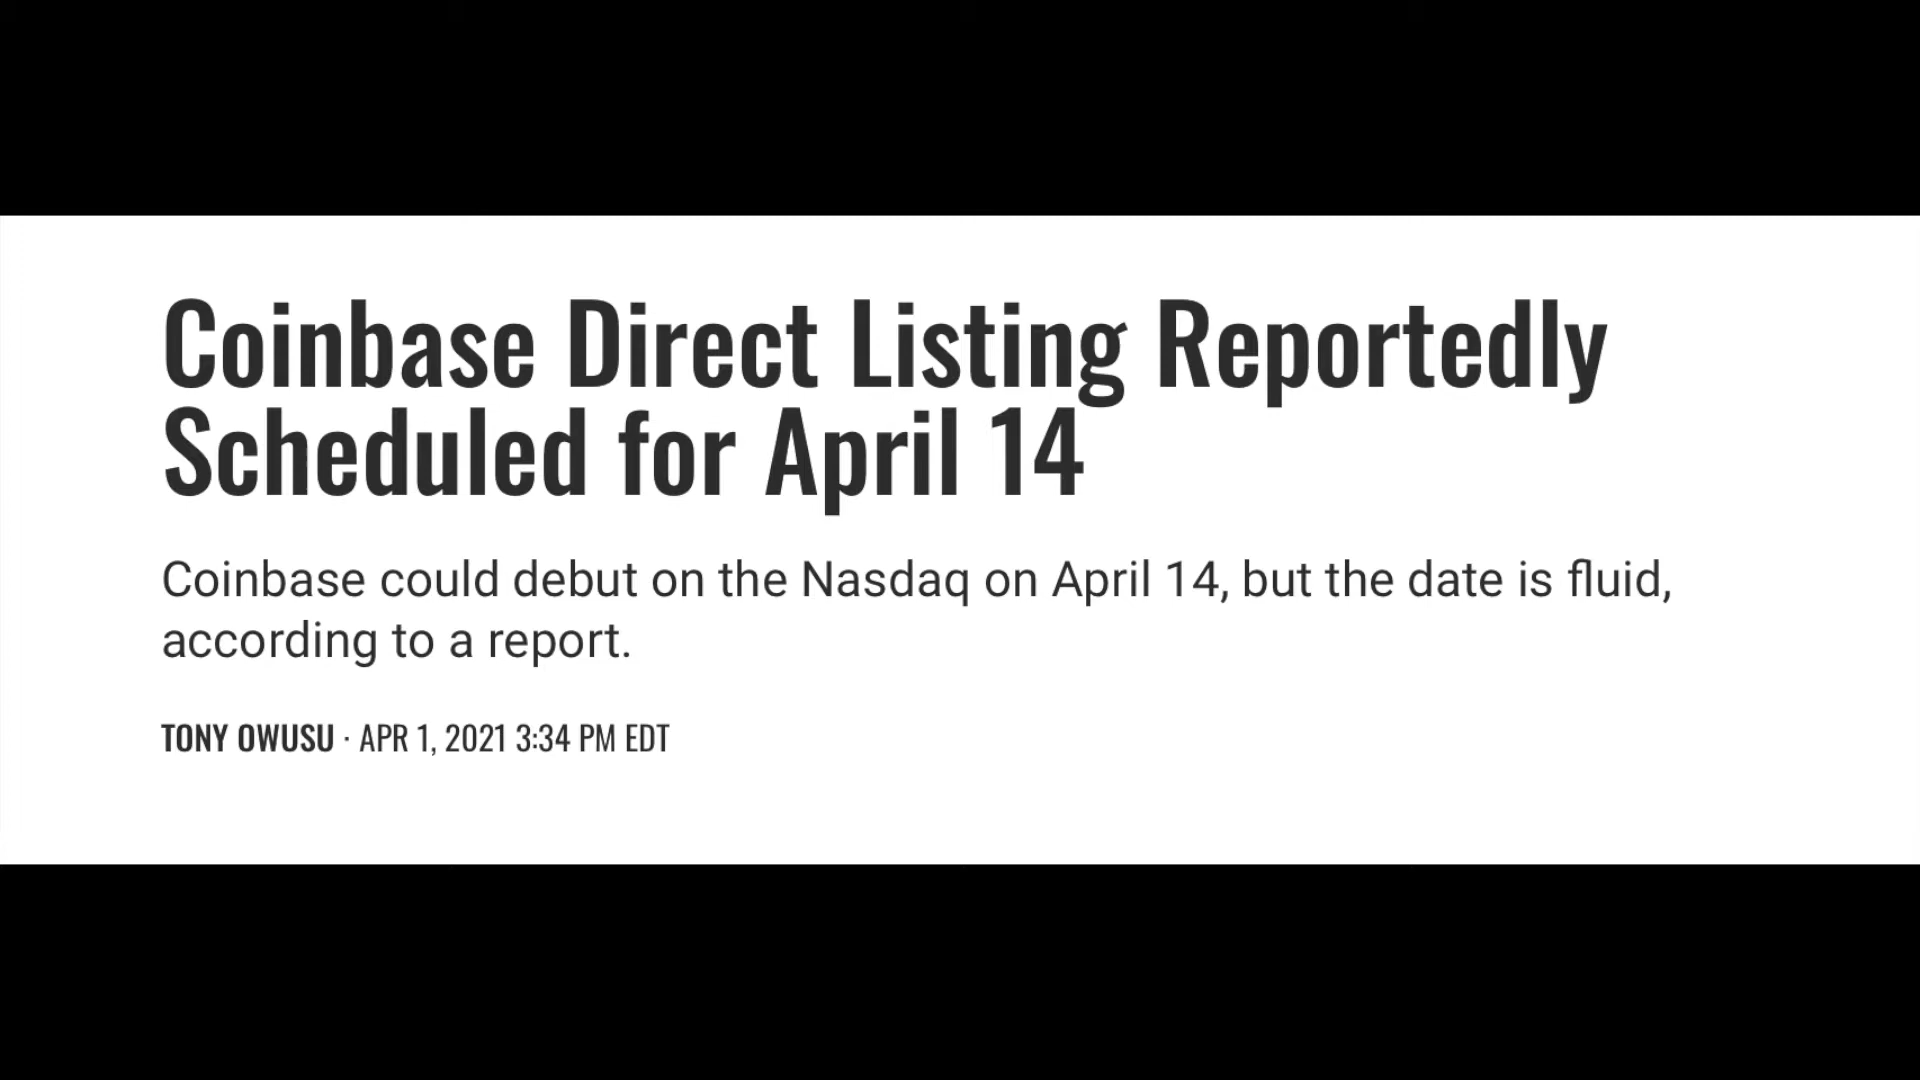 Coinbase Direct Listing Reportedly
Scheduled for April 14
Coinbase could debut on the Nasdaq on April 14, but the date is fluid,
according to a report.
TONY OWUSU · APR 1, 2021 3:34 PM EDT